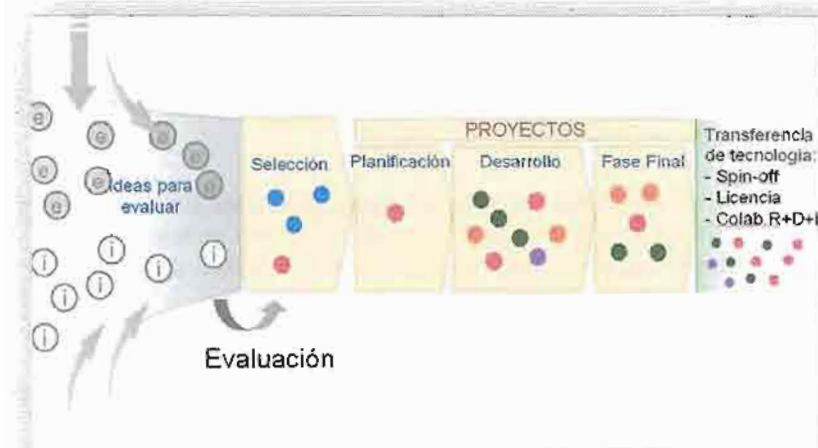 e
e
e
e
e
e
e
e
Ideas para
evaluar
i
i
i
i
i
i
i
Evaluación
PROYECTOS
Selección
Planificación
Desarrollo
Fase Final
Transferencia
de tecnología:
- Spin-off
- Licencia
- Colab.R+D+I